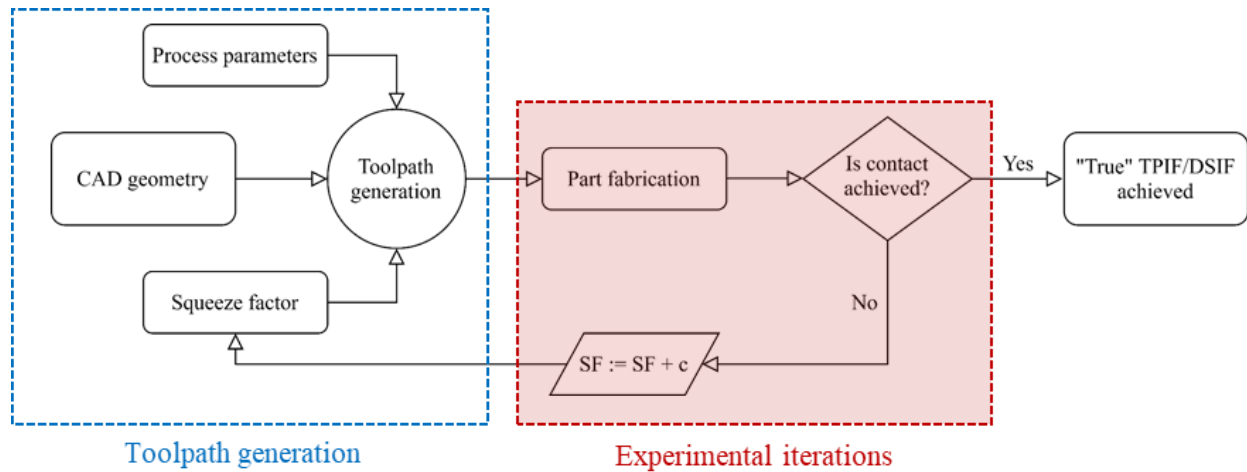 Process parameters
CAD geometry
Toolpath
generation
Squeeze factor
Part fabrication
Is contact
achieved?
Yes
"True" TPIF/DSIF
achieved
No
SF := SF + c
Toolpath generation
Experimental iterations